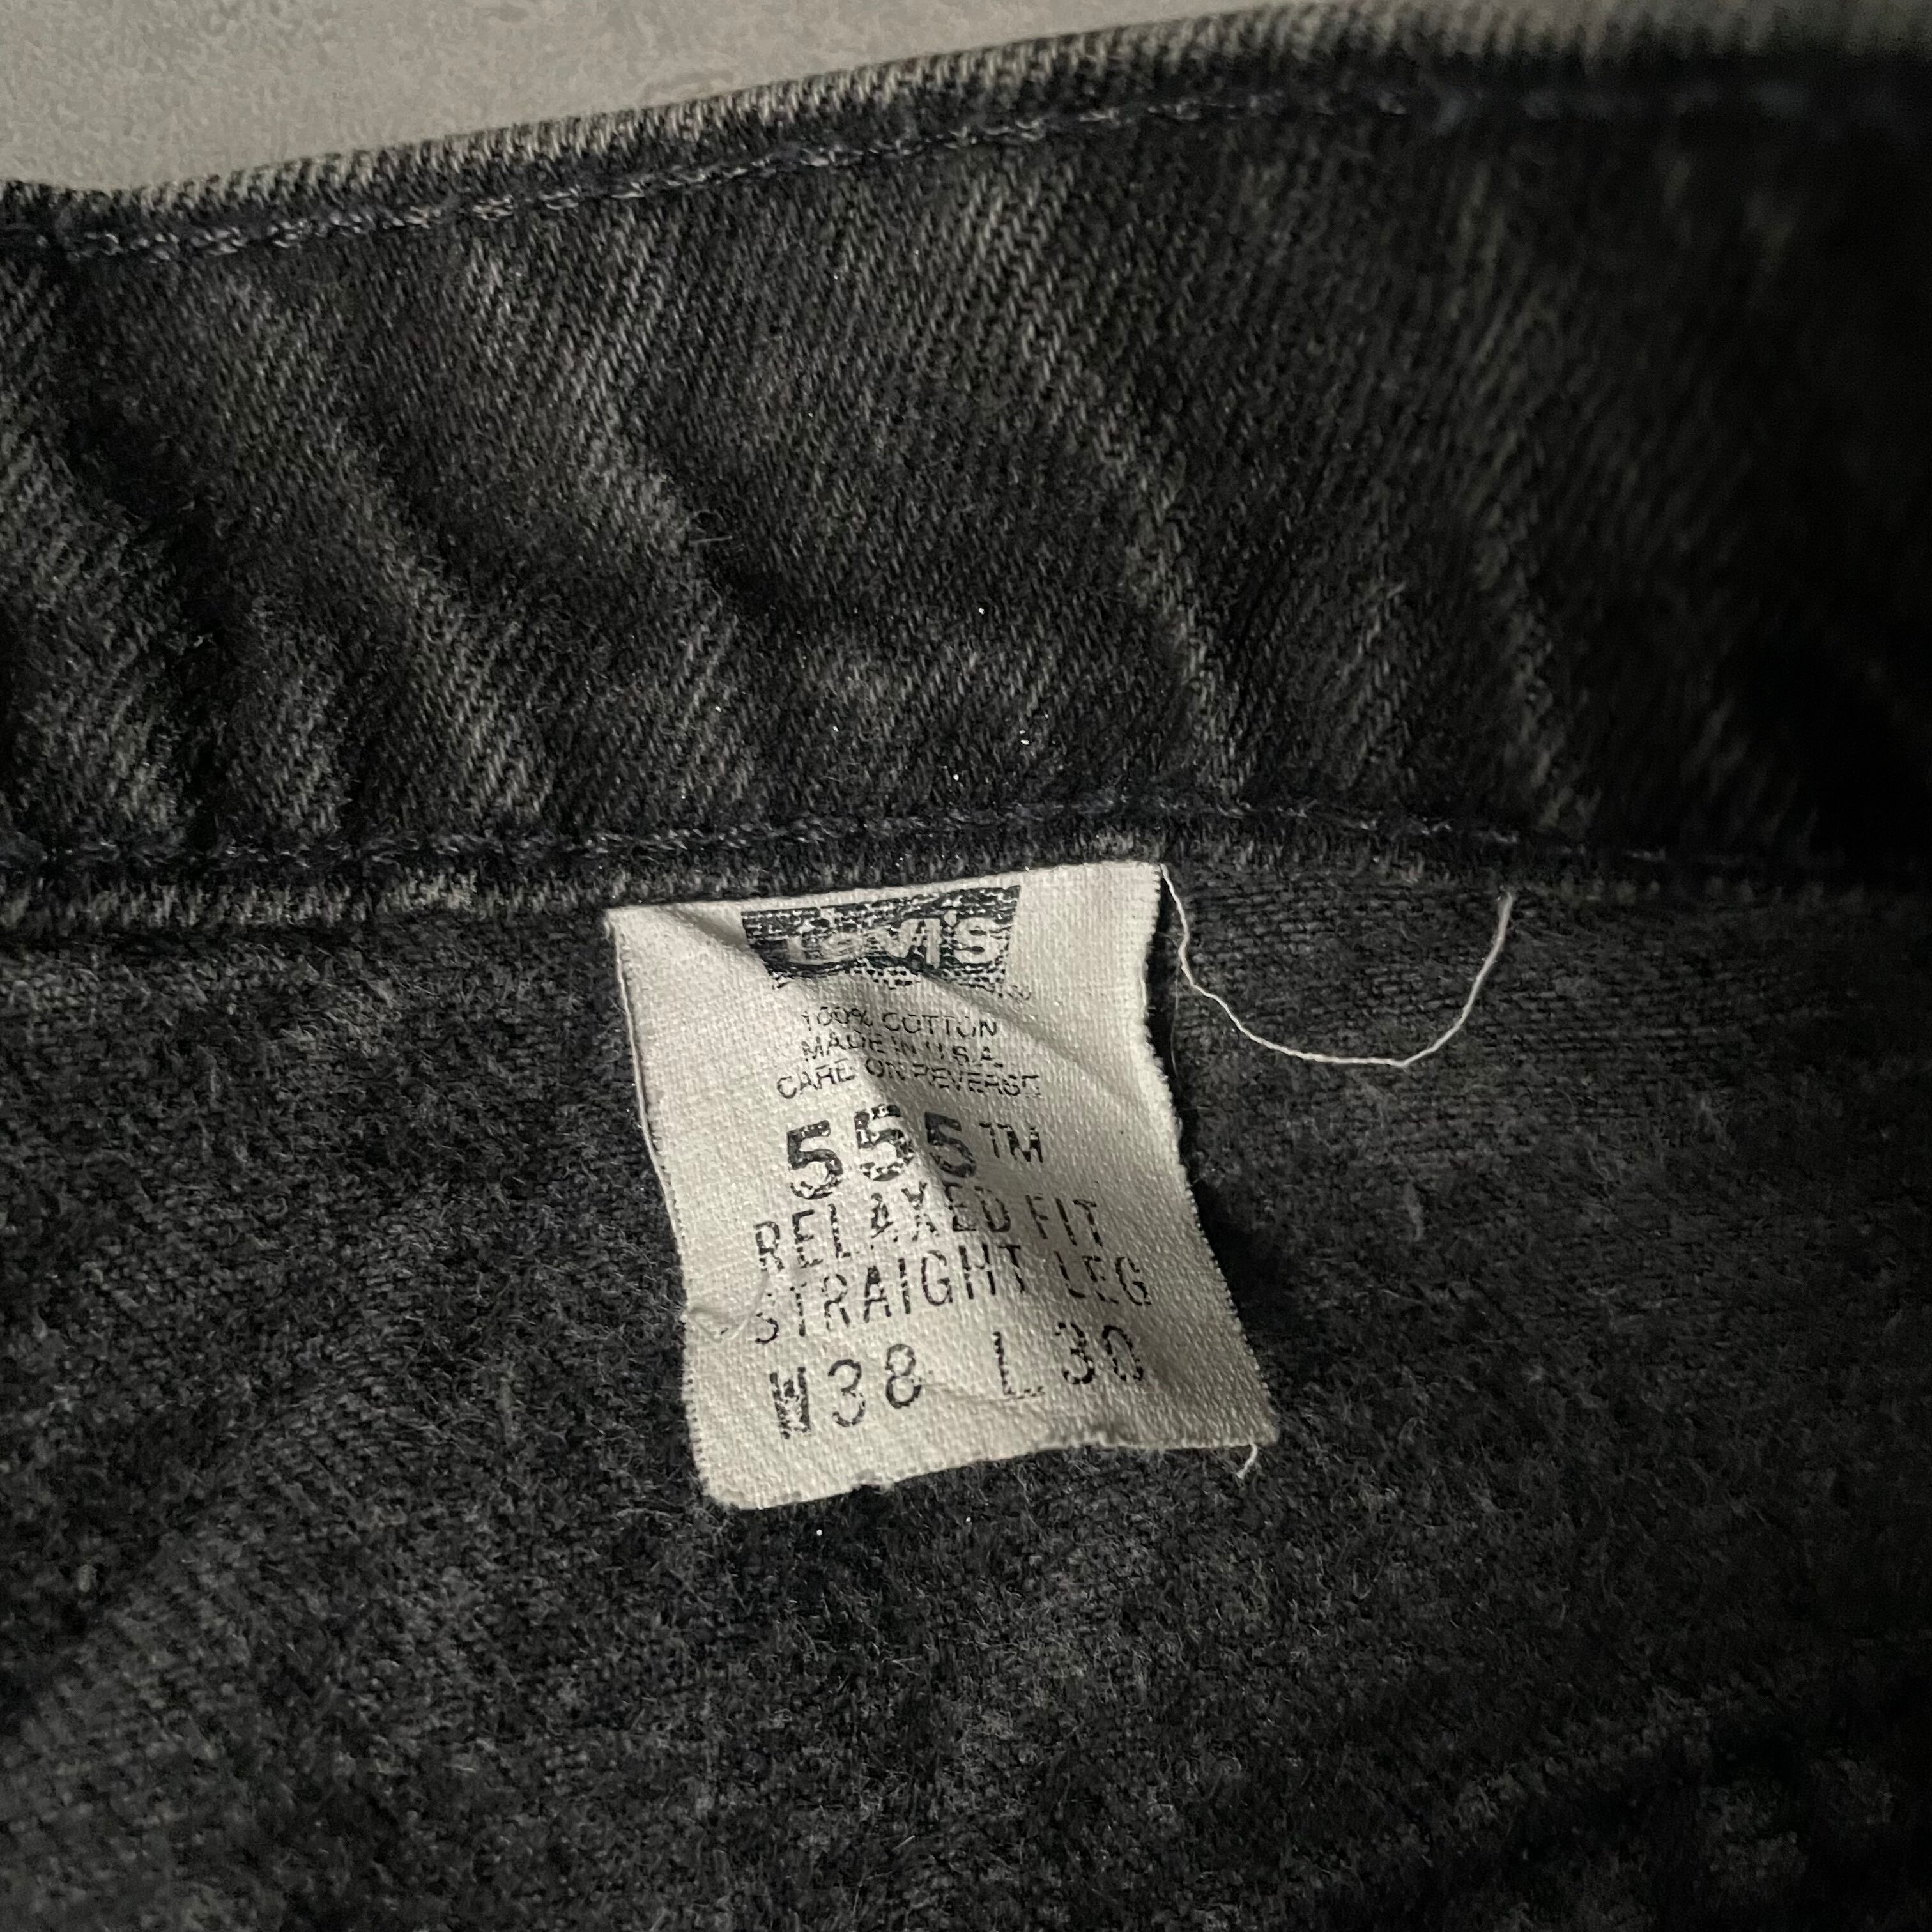 Levi's
100% COTTON
MADE IN U.S.A.
CARE ON REVERSE
555™
RELAXED FIT
STRAIGHT LEG
W38 L30